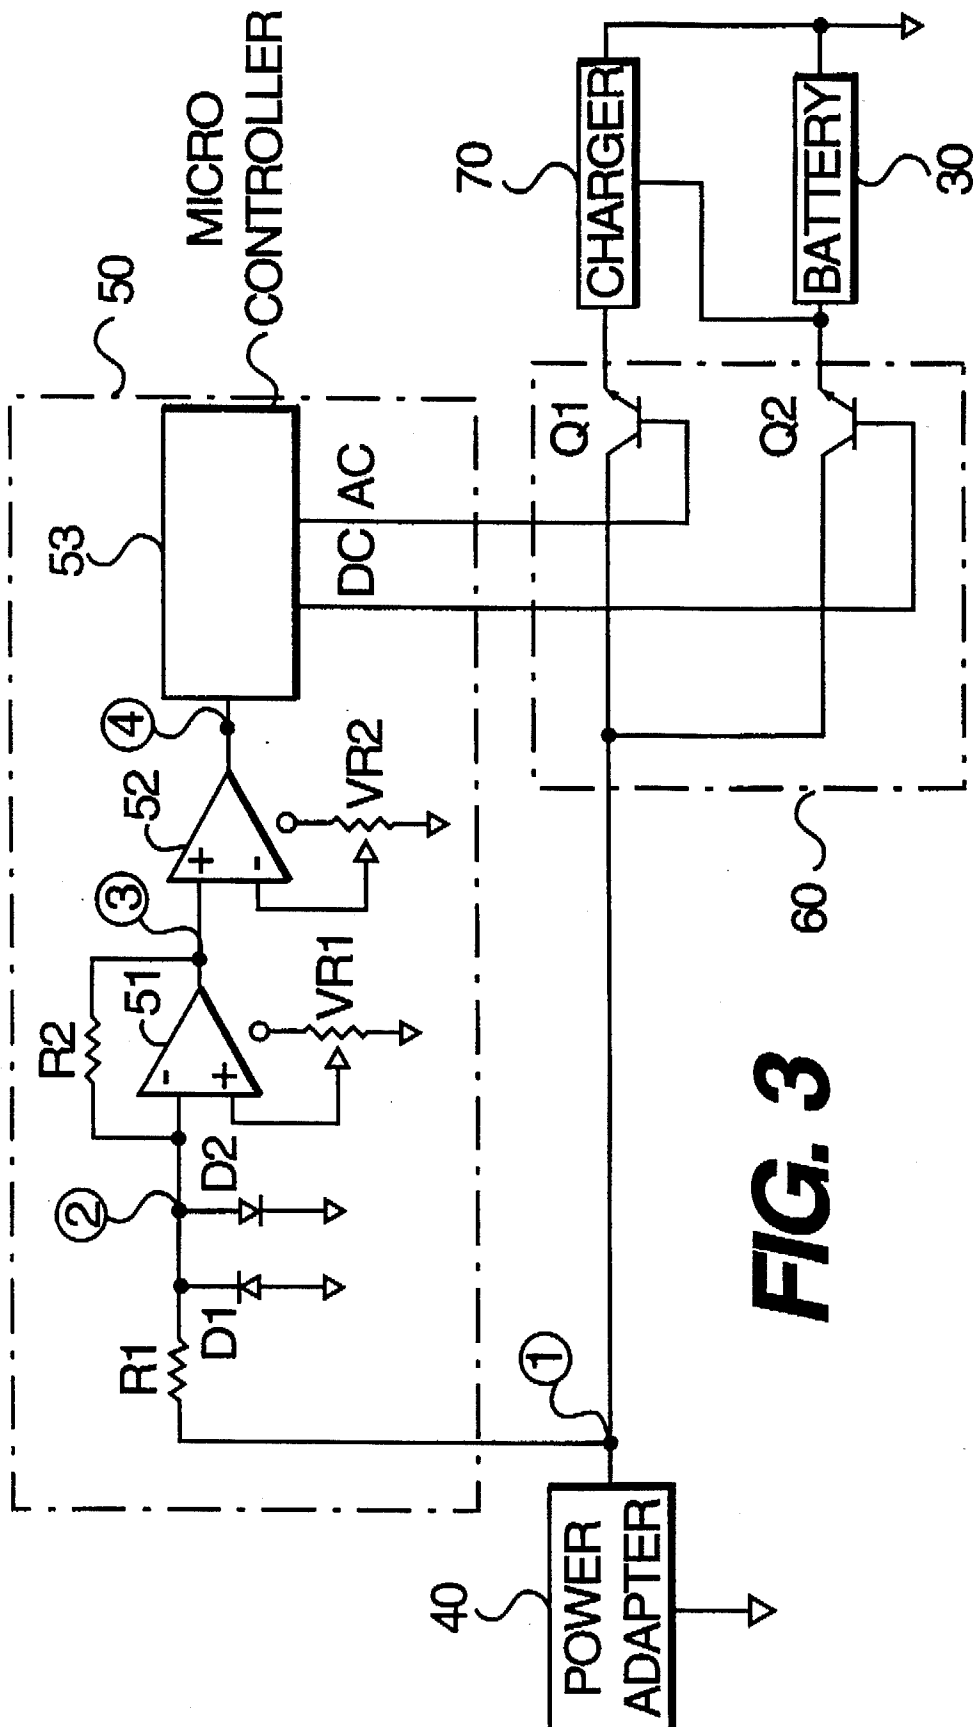 50
53
MICRO
CONTROLLER
R2
51
3
52
4
2
+
-
-
+
R1
D1
D2
VR1
VR2
DC
AC
1
40
POWER
ADAPTER
Q1
Q2
70
CHARGER
BATTERY
30
60
FIG. 3